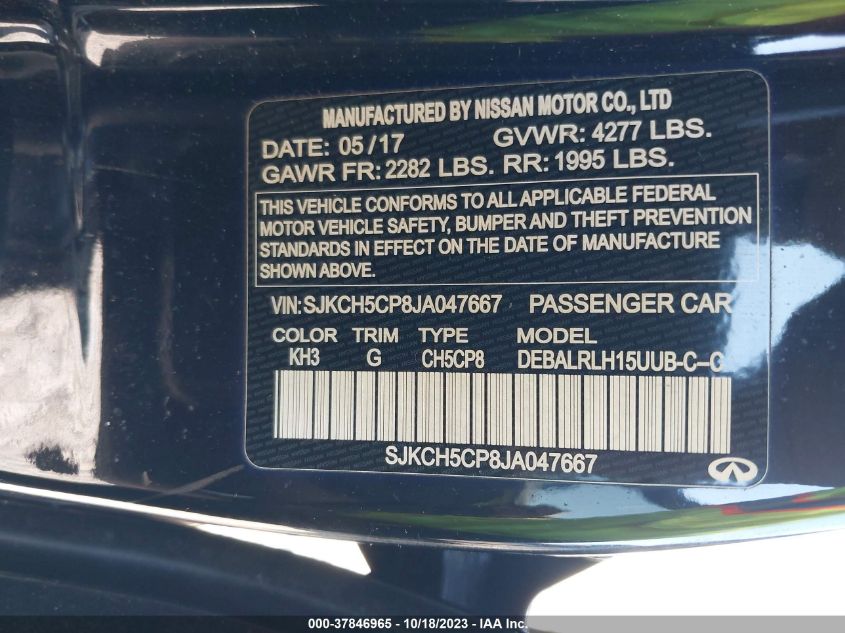 MANUFACTURED BY NISSAN MOTOR CO., LTD
DATE: 05/17 GVWR: 4277 LBS.
GAWR FR: 2282 LBS. RR: 1995 LBS.
THIS VEHICLE CONFORMS TO ALL APPLICABLE FEDERAL
MOTOR VEHICLE SAFETY, BUMPER AND THEFT PREVENTION
STANDARDS IN EFFECT ON THE DATE OF MANUFACTURE
SHOWN ABOVE.
VIN: SJKCH5CP8JA047667 PASSENGER CAR
COLOR TRIM TYPE MODEL
KH3 G CH5CP8 DEBALRLH15UUB-C-G
SJKCH5CP8JA047667
000-37846965 - 10/18/2023 - www.iaai.com